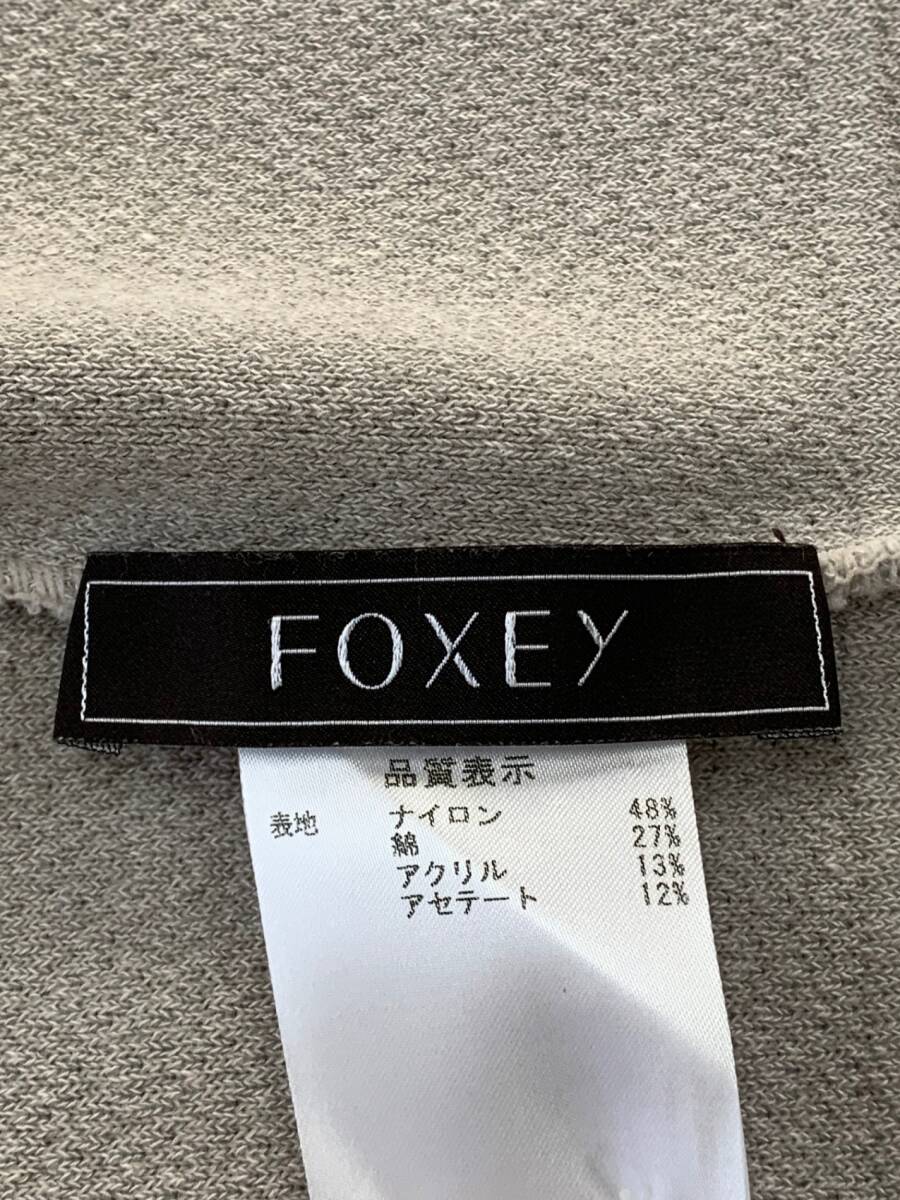 FOXEY
品質表示
表地 ナイロン 48%
綿 27%
アクリル 13%
アセテート 12%